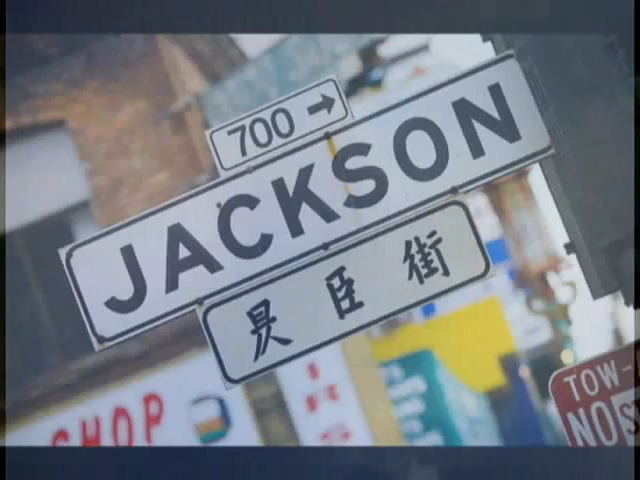 700 →
JACKSON
昃臣街
SHOP
TOW-
NO